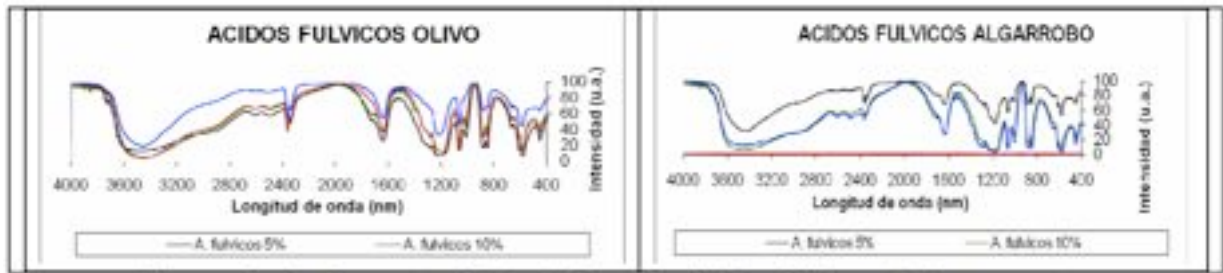 ACIDOS FULVICOS OLIVO
100
80
60
40
20
0
Intensidad (u.a.)
4000 3600 3200 2800 2400 2000 1600 1200 800 400
Longitud de onda (nm)
A. fulvicos 5% A. fulvicos 10%
ACIDOS FULVICOS ALGARROBO
100
80
60
40
20
0
Intensidad (u.a.)
4000 3600 3200 2800 2400 2000 1600 1200 800 400
Longitud de onda (nm)
A. fulvicos 5% A. fulvicos 10%